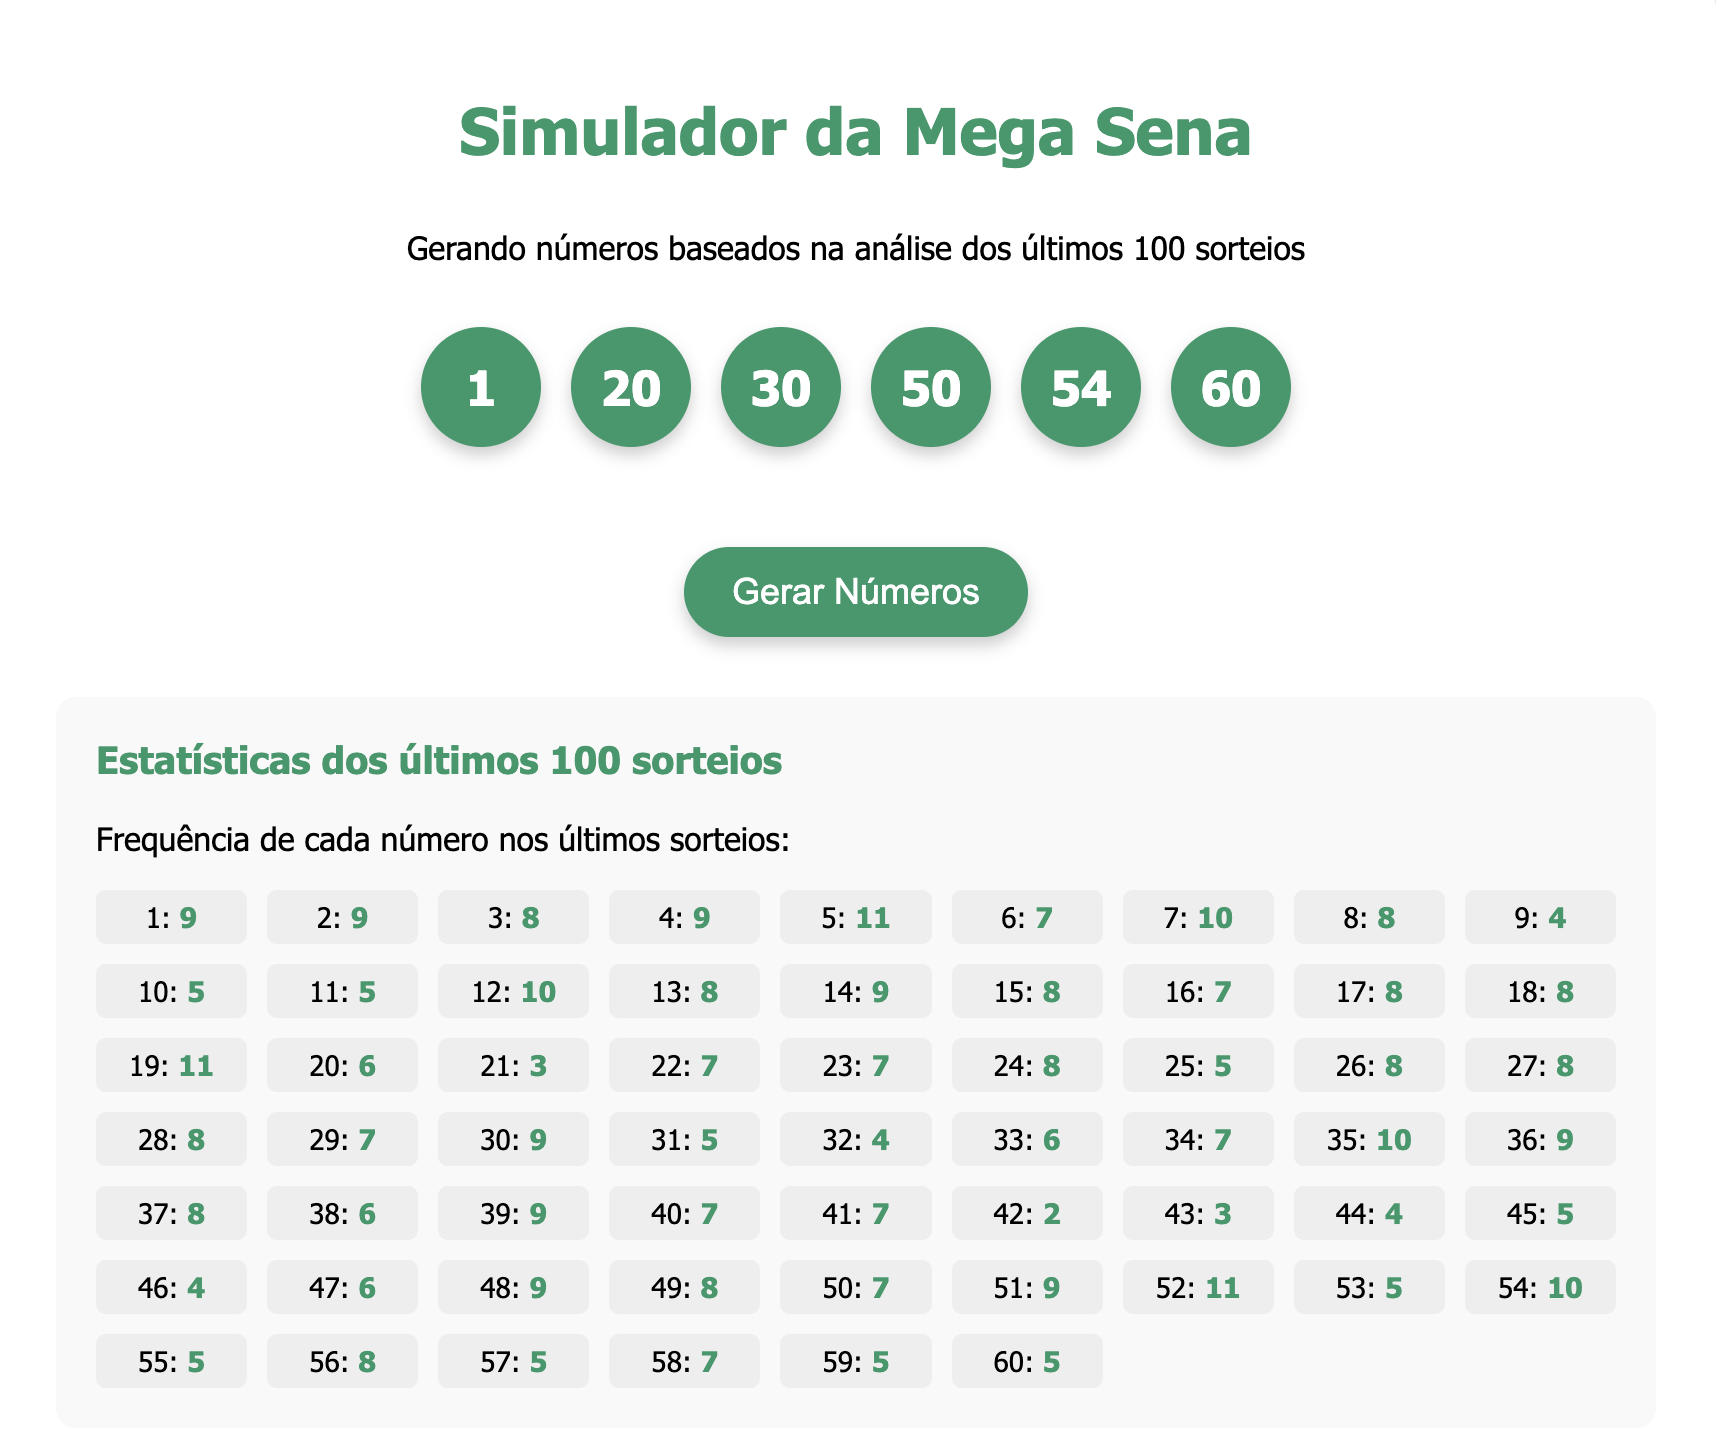 Simulador da Mega Sena
Gerando números baseados na análise dos últimos 100 sorteios
1 20 30 50 54 60
Gerar Números
Estatísticas dos últimos 100 sorteios
Frequência de cada número nos últimos sorteios:
1: 9 2: 9 3: 8 4: 9 5: 11 6: 7 7: 10 8: 8 9: 4
10: 5 11: 5 12: 10 13: 8 14: 9 15: 8 16: 7 17: 8 18: 8
19: 11 20: 6 21: 3 22: 7 23: 7 24: 8 25: 5 26: 8 27: 8
28: 8 29: 7 30: 9 31: 5 32: 4 33: 6 34: 7 35: 10 36: 9
37: 8 38: 6 39: 9 40: 7 41: 7 42: 2 43: 3 44: 4 45: 5
46: 4 47: 6 48: 9 49: 8 50: 7 51: 9 52: 11 53: 5 54: 10
55: 5 56: 8 57: 5 58: 7 59: 5 60: 5